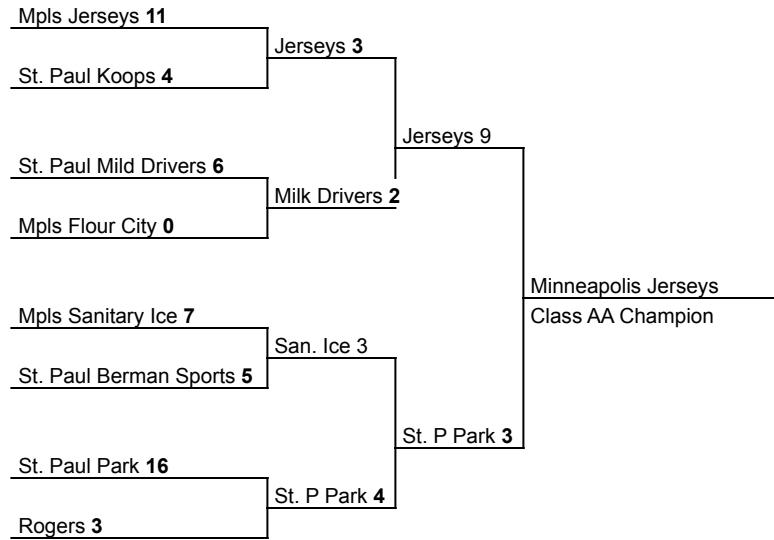 Mpls Jerseys 11
Jerseys 3
St. Paul Koops 4
Jerseys 9
St. Paul Mild Drivers 6
Milk Drivers 2
Mpls Flour City 0
Minneapolis Jerseys
Class AA Champion
Mpls Sanitary Ice 7
San. Ice 3
St. Paul Berman Sports 5
St. P Park 3
St. Paul Park 16
St. P Park 4
Rogers 3